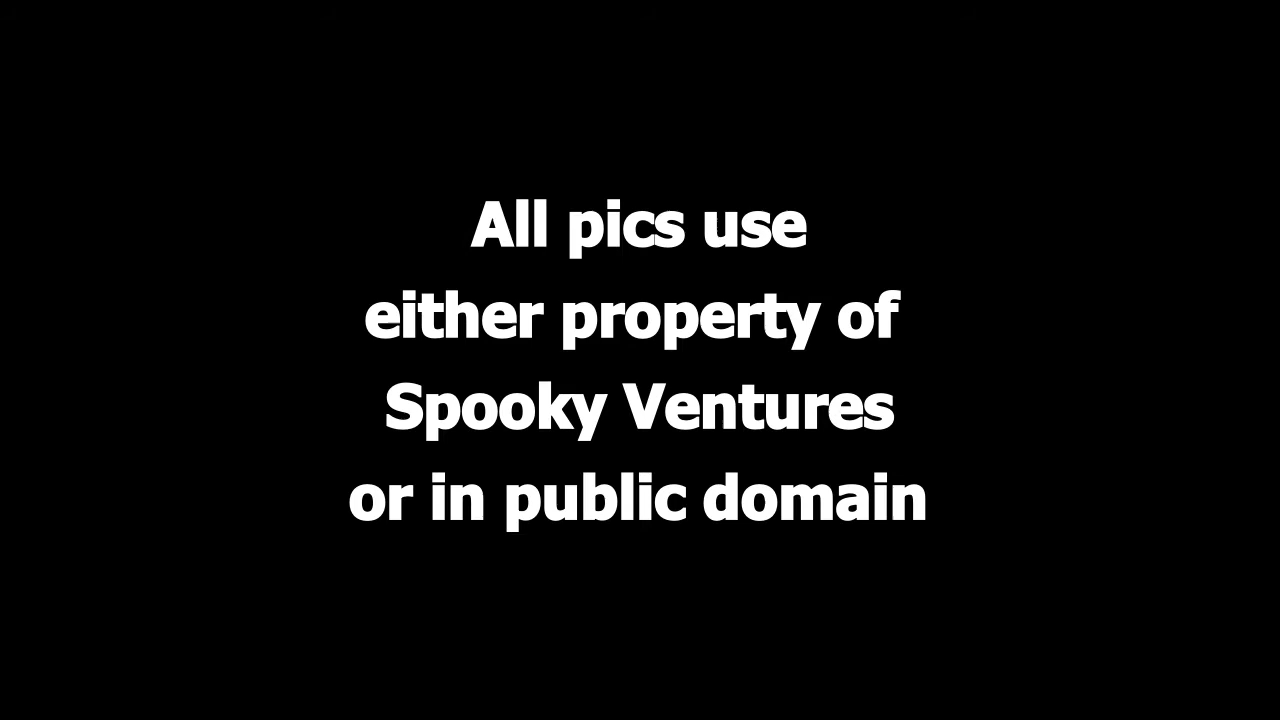 All pics use
either property of
Spooky Ventures
or in public domain